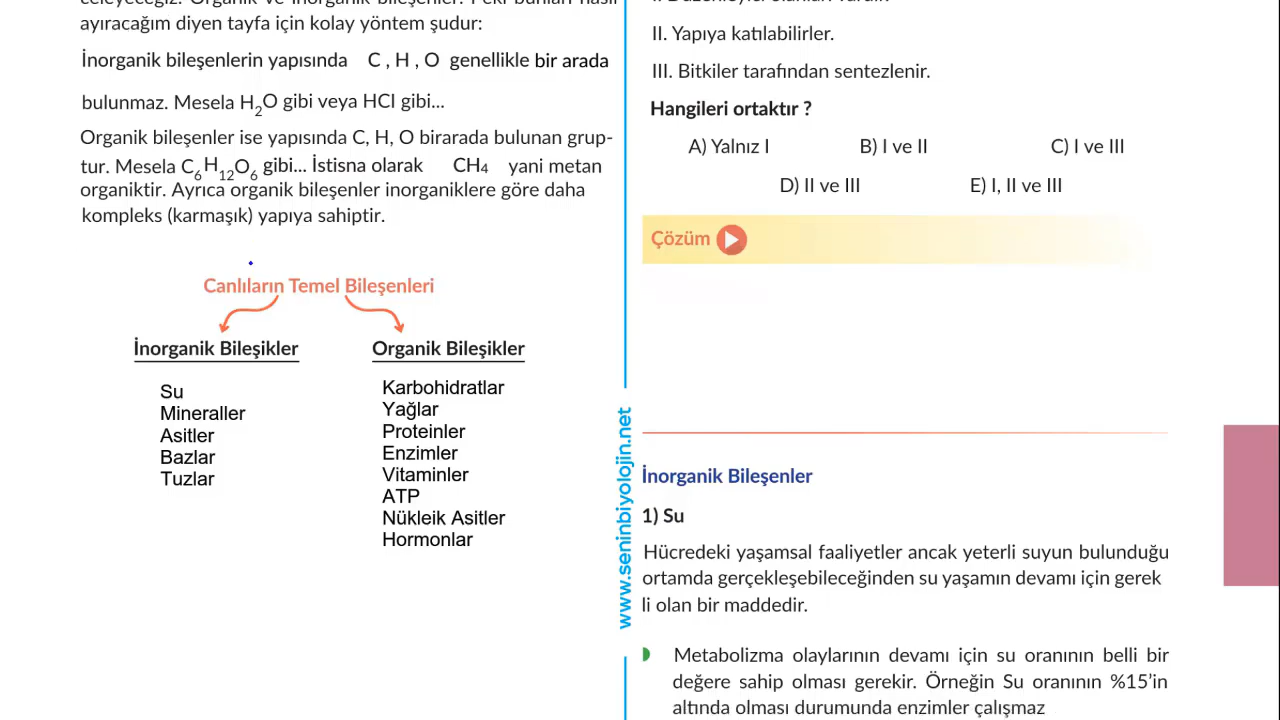 ayıracağım diyen tayfa için kolay yöntem şudur:
İnorganik bileşenlerin yapısında C , H , O genellikle bir arada
bulunmaz. Mesela H2O gibi veya HCI gibi...
Organik bileşenler ise yapısında C, H, O birarada bulunan grup-
tur. Mesela C6H12O6 gibi... İstisna olarak CH4 yani metan
organiktir. Ayrıca organik bileşenler inorganiklere göre daha
kompleks (karmaşık) yapıya sahiptir.
Canlıların Temel Bileşenleri
İnorganik Bileşikler
Su
Mineraller
Asitler
Bazlar
Tuzlar
Organik Bileşikler
Karbohidratlar
Yağlar
Proteinler
Enzimler
Vitaminler
ATP
Nükleik Asitler
Hormonlar
www.seninbiyolojin.net
II. Yapıya katılabilirler.
III. Bitkiler tarafından sentezlenir.
Hangileri ortaktır ?
A) Yalnız I B) I ve II C) I ve III
D) II ve III E) I, II ve III
Çözüm
İnorganik Bileşenler
1) Su
Hücredeki yaşamsal faaliyetler ancak yeterli suyun bulunduğu
ortamda gerçekleşebileceğinden su yaşamın devamı için gerek
li olan bir maddedir.
Metabolizma olaylarının devamı için su oranının belli bir
değere sahip olması gerekir. Örneğin Su oranının %15'in
altında olması durumunda enzimler çalışmaz